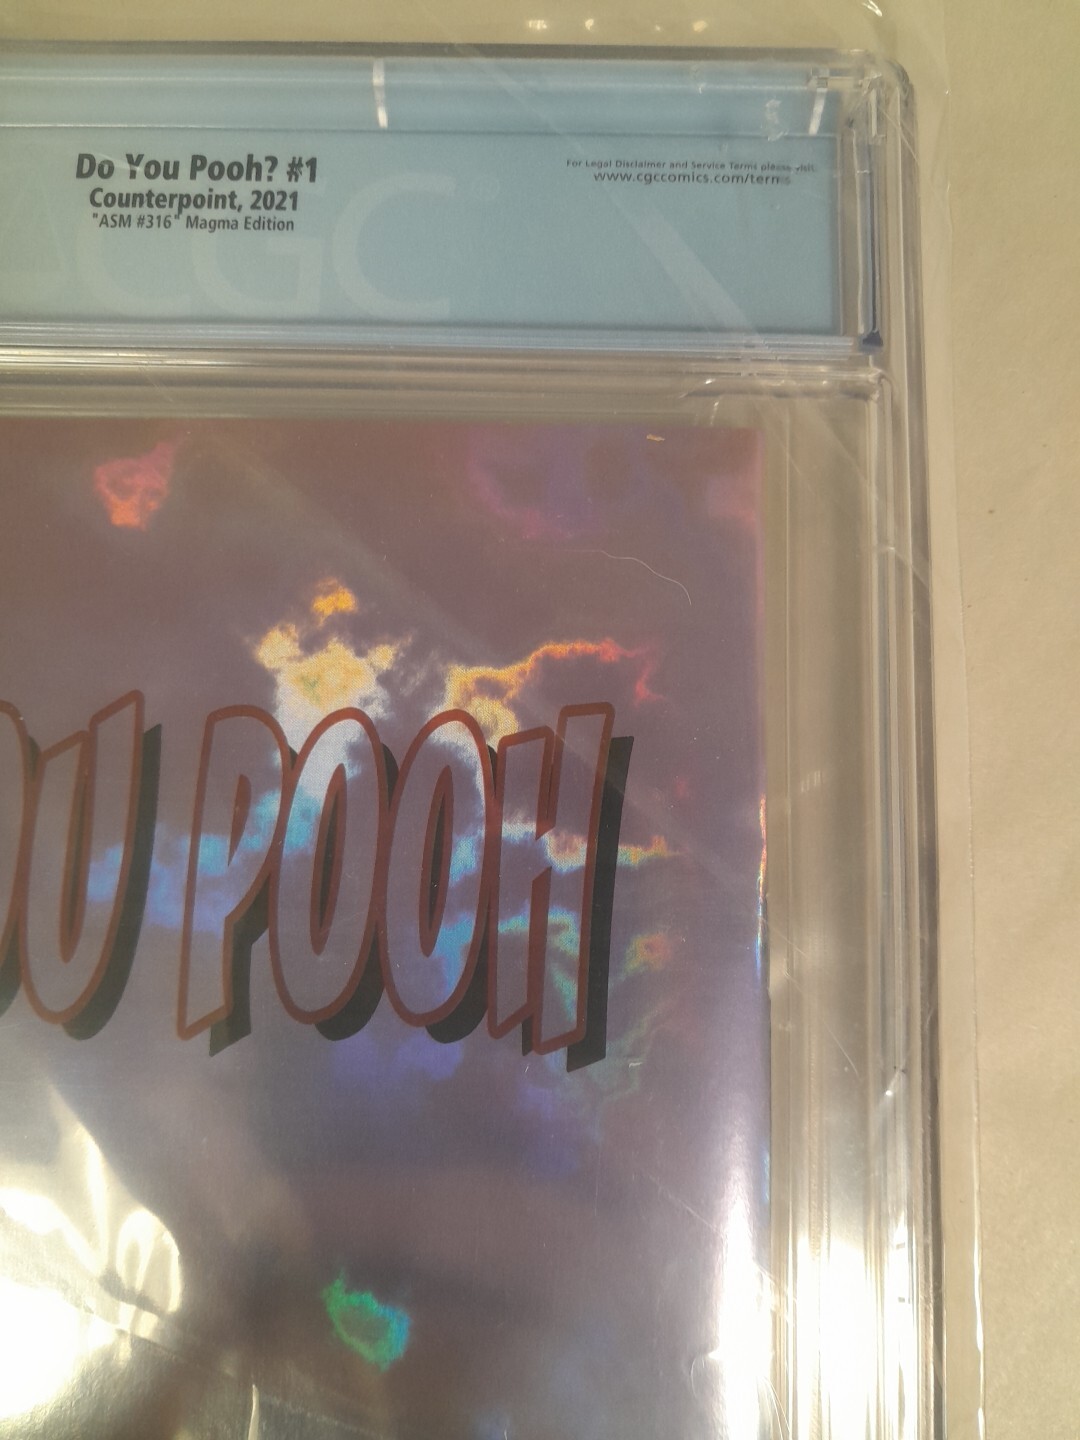 Do You Pooh? #1
Counterpoint, 2021
"ASM #316" Magma Edition
For Legal Disclaimer and Service Terms please visit:
www.cgccomics.com/terms
CGC
OU POOH